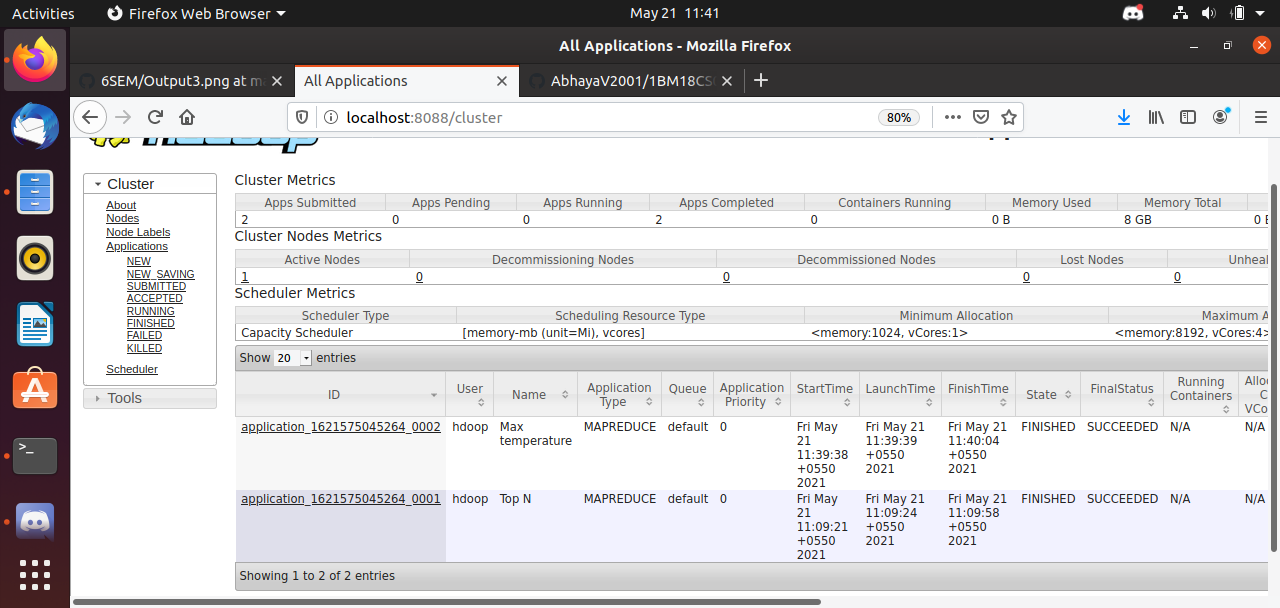 Activities Firefox Web Browser May 21 11:41
All Applications - Mozilla Firefox
6SEM/Output3.png at m All Applications AbhayaV2001/1BM18CS
localhost:8088/cluster 80%
Cluster
About
Nodes
Node Labels
Applications
NEW
NEW_SAVING
SUBMITTED
ACCEPTED
RUNNING
FINISHED
FAILED
KILLED
Scheduler
Tools
Cluster Metrics
Apps Submitted Apps Pending Apps Running Apps Completed Containers Running Memory Used Memory Total
2 0 0 2 0 0 B 8 GB 0 B
Cluster Nodes Metrics
Active Nodes Decommissioning Nodes Decommissioned Nodes Lost Nodes Unheal
1 0 0 0 0
Scheduler Metrics
Scheduler Type Scheduling Resource Type Minimum Allocation Maximum A
Capacity Scheduler [memory-mb (unit=Mi), vcores] <memory:1024, vCores:1> <memory:8192, vCores:4>
Show 20 entries
ID User Name Application Type Queue Application Priority StartTime LaunchTime FinishTime State FinalStatus Running Containers Alloc C VCo
application_1621575045264_0002 hdoop Max temperature MAPREDUCE default 0 Fri May 21 11:39:38 +0550 2021 Fri May 21 11:39:39 +0550 2021 Fri May 21 11:40:04 +0550 2021 FINISHED SUCCEEDED N/A N/A
application_1621575045264_0001 hdoop Top N MAPREDUCE default 0 Fri May 21 11:09:21 +0550 2021 Fri May 21 11:09:24 +0550 2021 Fri May 21 11:09:58 +0550 2021 FINISHED SUCCEEDED N/A N/A
Showing 1 to 2 of 2 entries